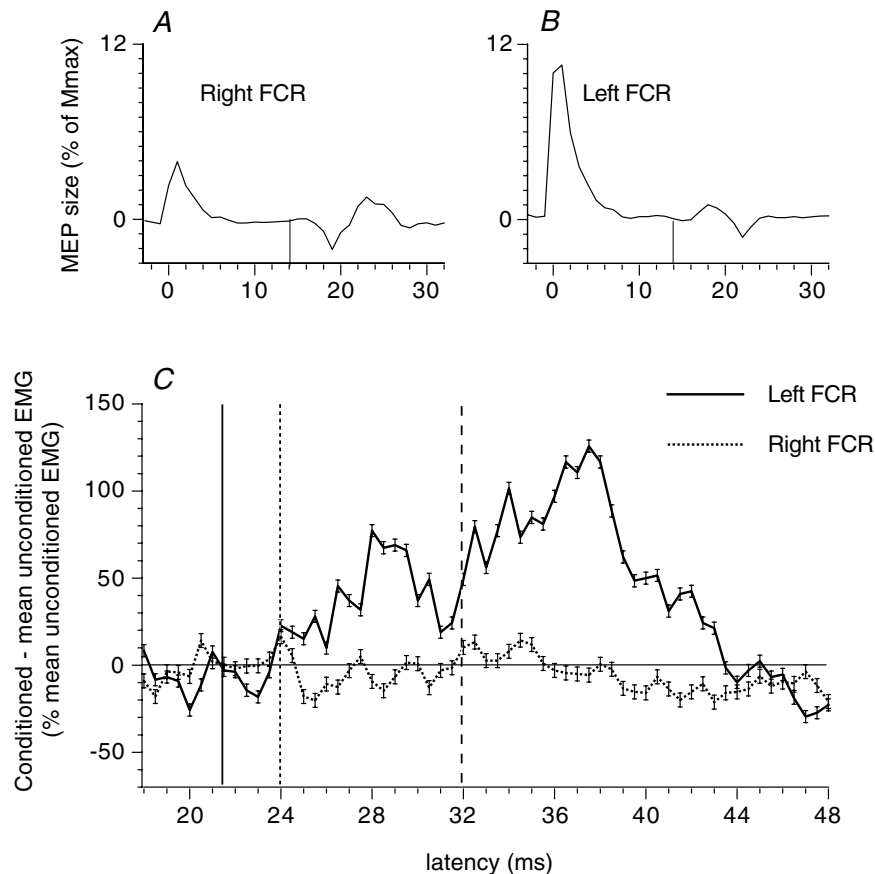 A
B
12
12
Right FCR
Left FCR
MEP size (% of Mmax)
0
0
0
10
20
30
0
10
20
30
C
Left FCR
Right FCR
Conditioned - mean unconditioned EMG
(% mean unconditioned EMG)
150
100
50
0
-50
20
24
28
32
36
40
44
48
latency (ms)